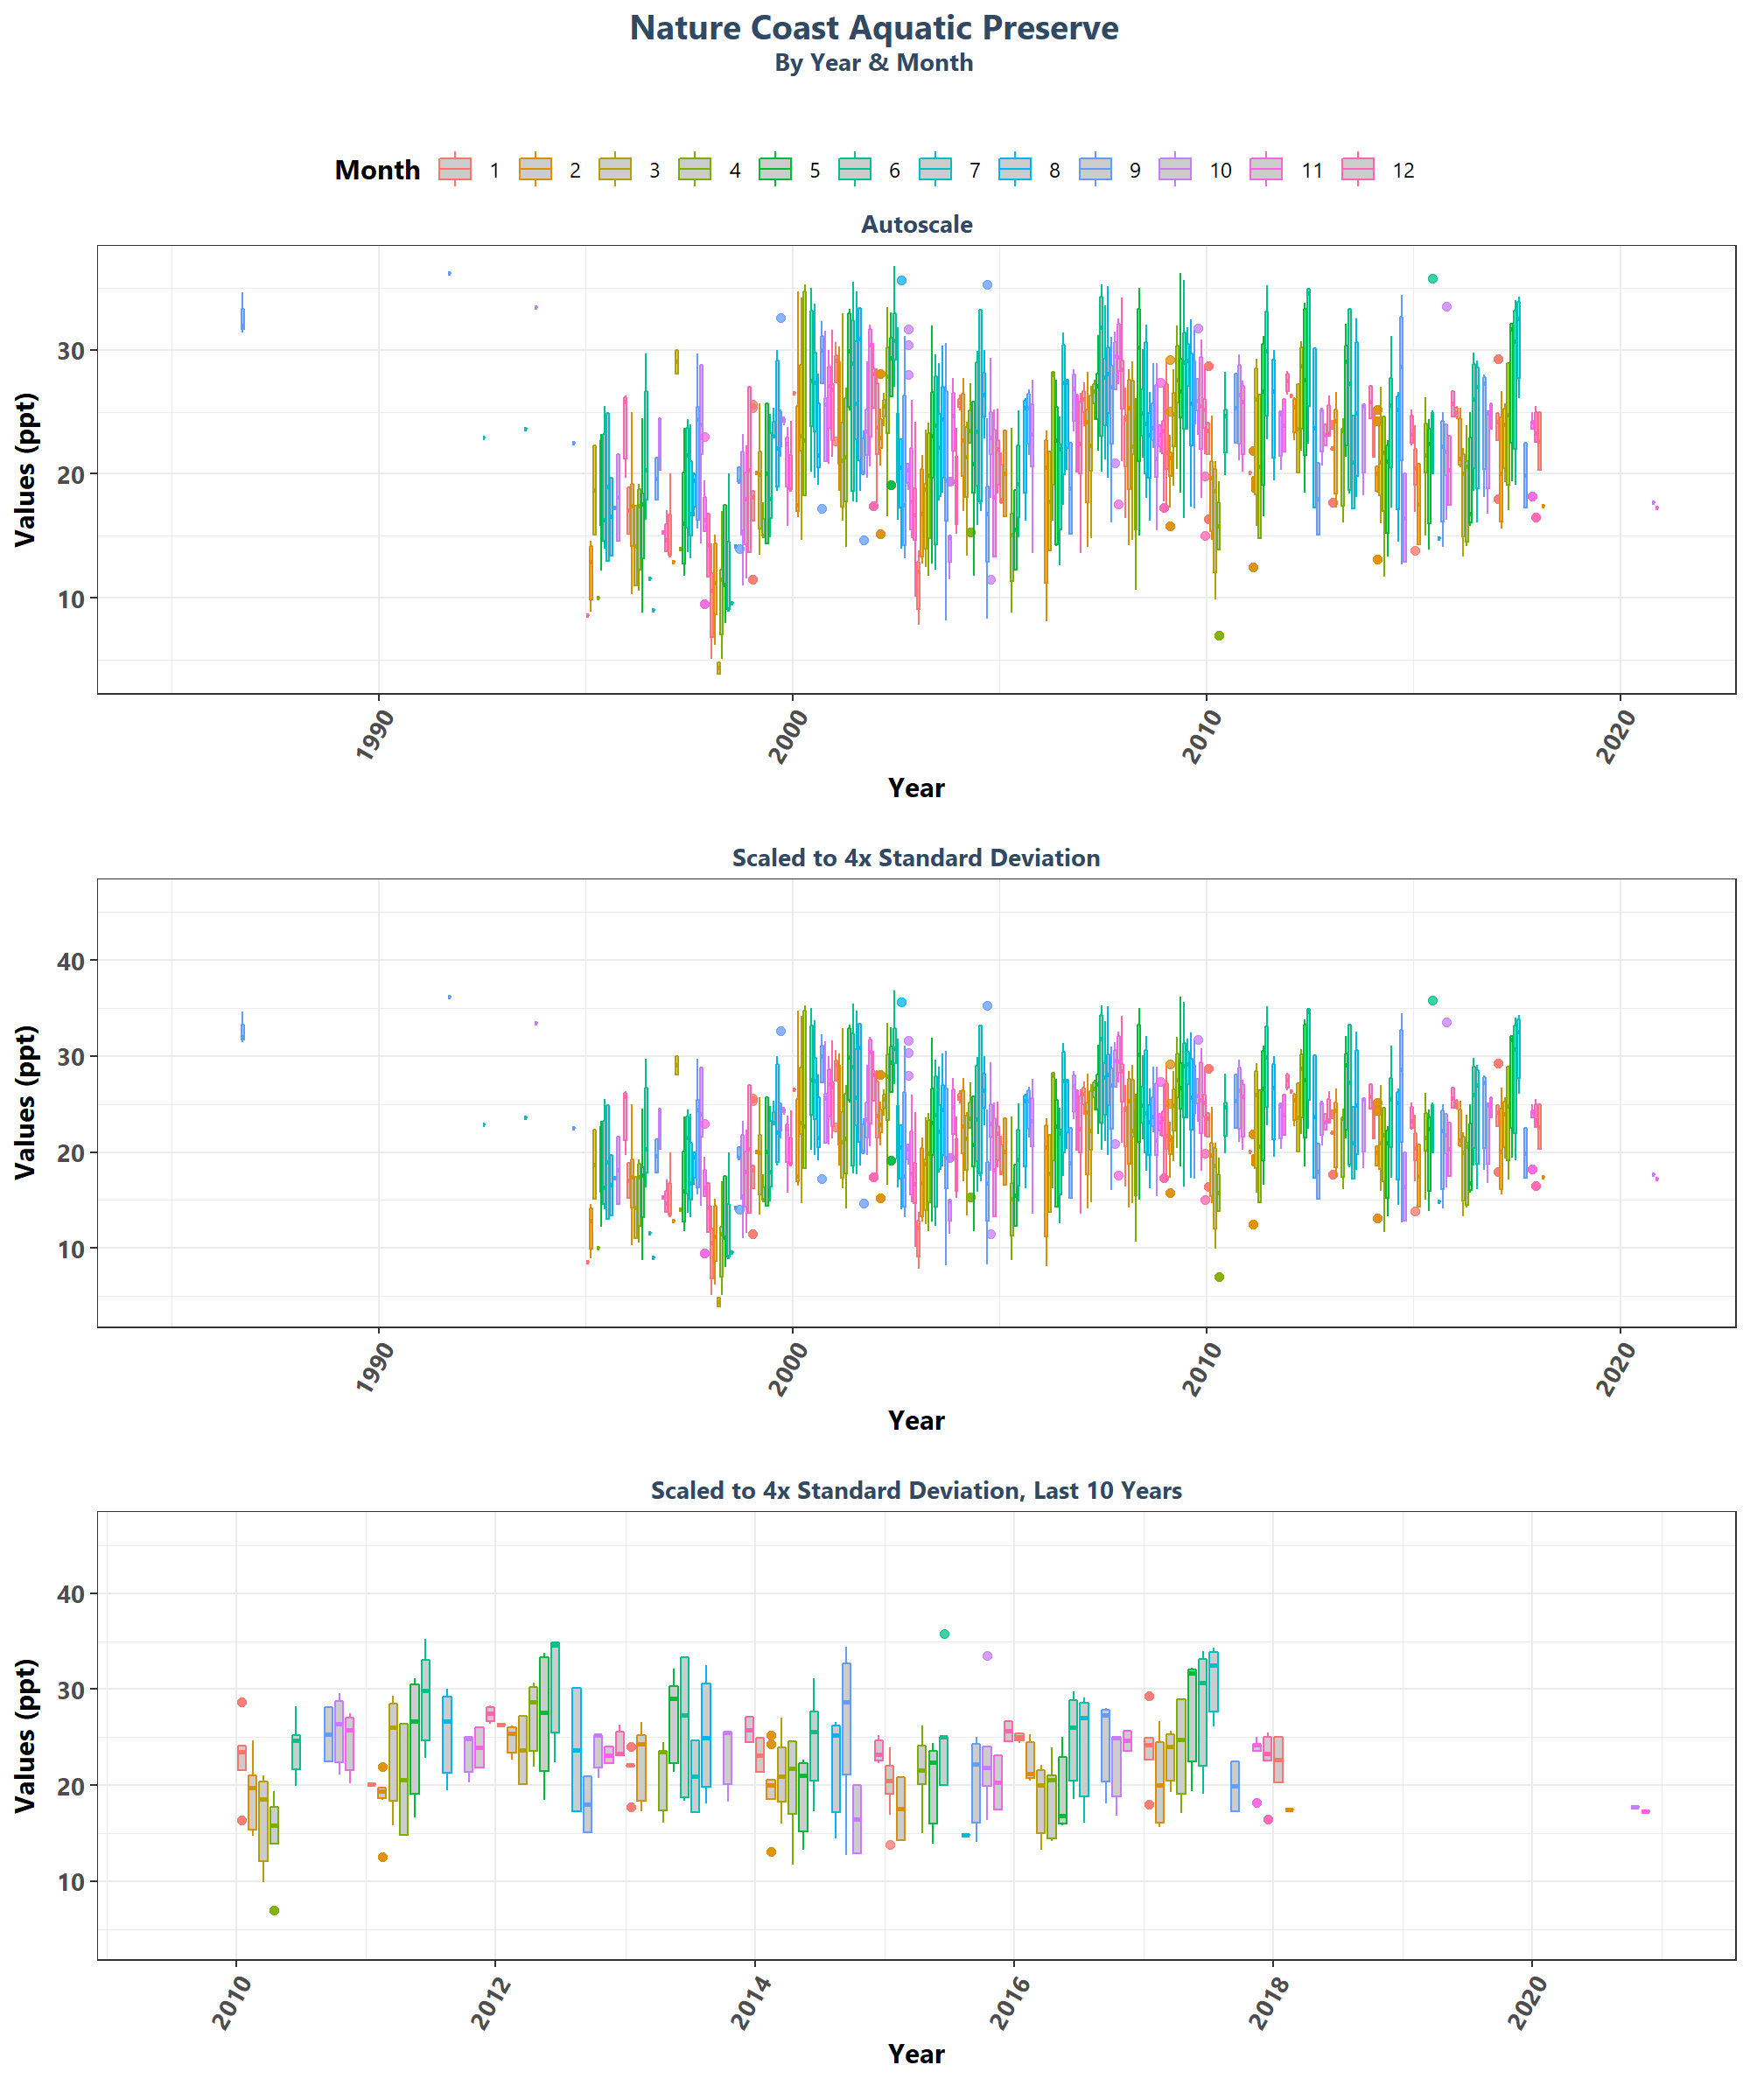 Nature Coast Aquatic Preserve
By Year & Month
Month 1 2 3 4 5 6 7 8 9 10 11 12
Autoscale
Values (ppt)
30
20
10
1990 2000 2010 2020
Year
Scaled to 4x Standard Deviation
Values (ppt)
40
30
20
10
1990 2000 2010 2020
Year
Scaled to 4x Standard Deviation, Last 10 Years
Values (ppt)
40
30
20
10
2010 2012 2014 2016 2018 2020
Year